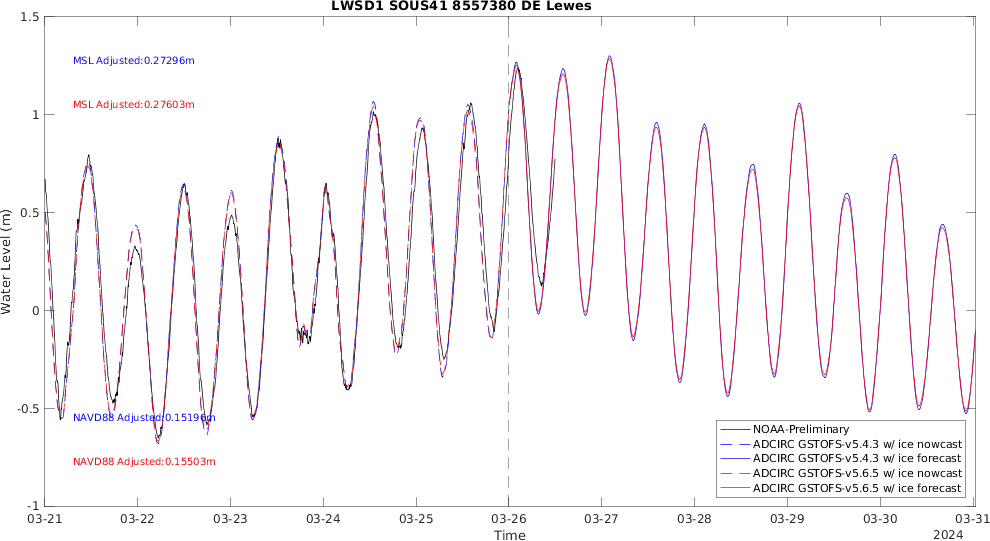 LWSD1 SOUS41 8557380 DE Lewes
1.5
1
0.5
0
-0.5
-1
Water Level (m)
MSL Adjusted:0.27296m
MSL Adjusted:0.27603m
NAVD88 Adjusted:0.15196m
NAVD88 Adjusted:0.15503m
NOAA-Preliminary
ADCIRC GSTOFS-v5.4.3 w/ ice nowcast
ADCIRC GSTOFS-v5.4.3 w/ ice forecast
ADCIRC GSTOFS-v5.6.5 w/ ice nowcast
ADCIRC GSTOFS-v5.6.5 w/ ice forecast
03-21 03-22 03-23 03-24 03-25 03-26 03-27 03-28 03-29 03-30 03-31
Time
2024